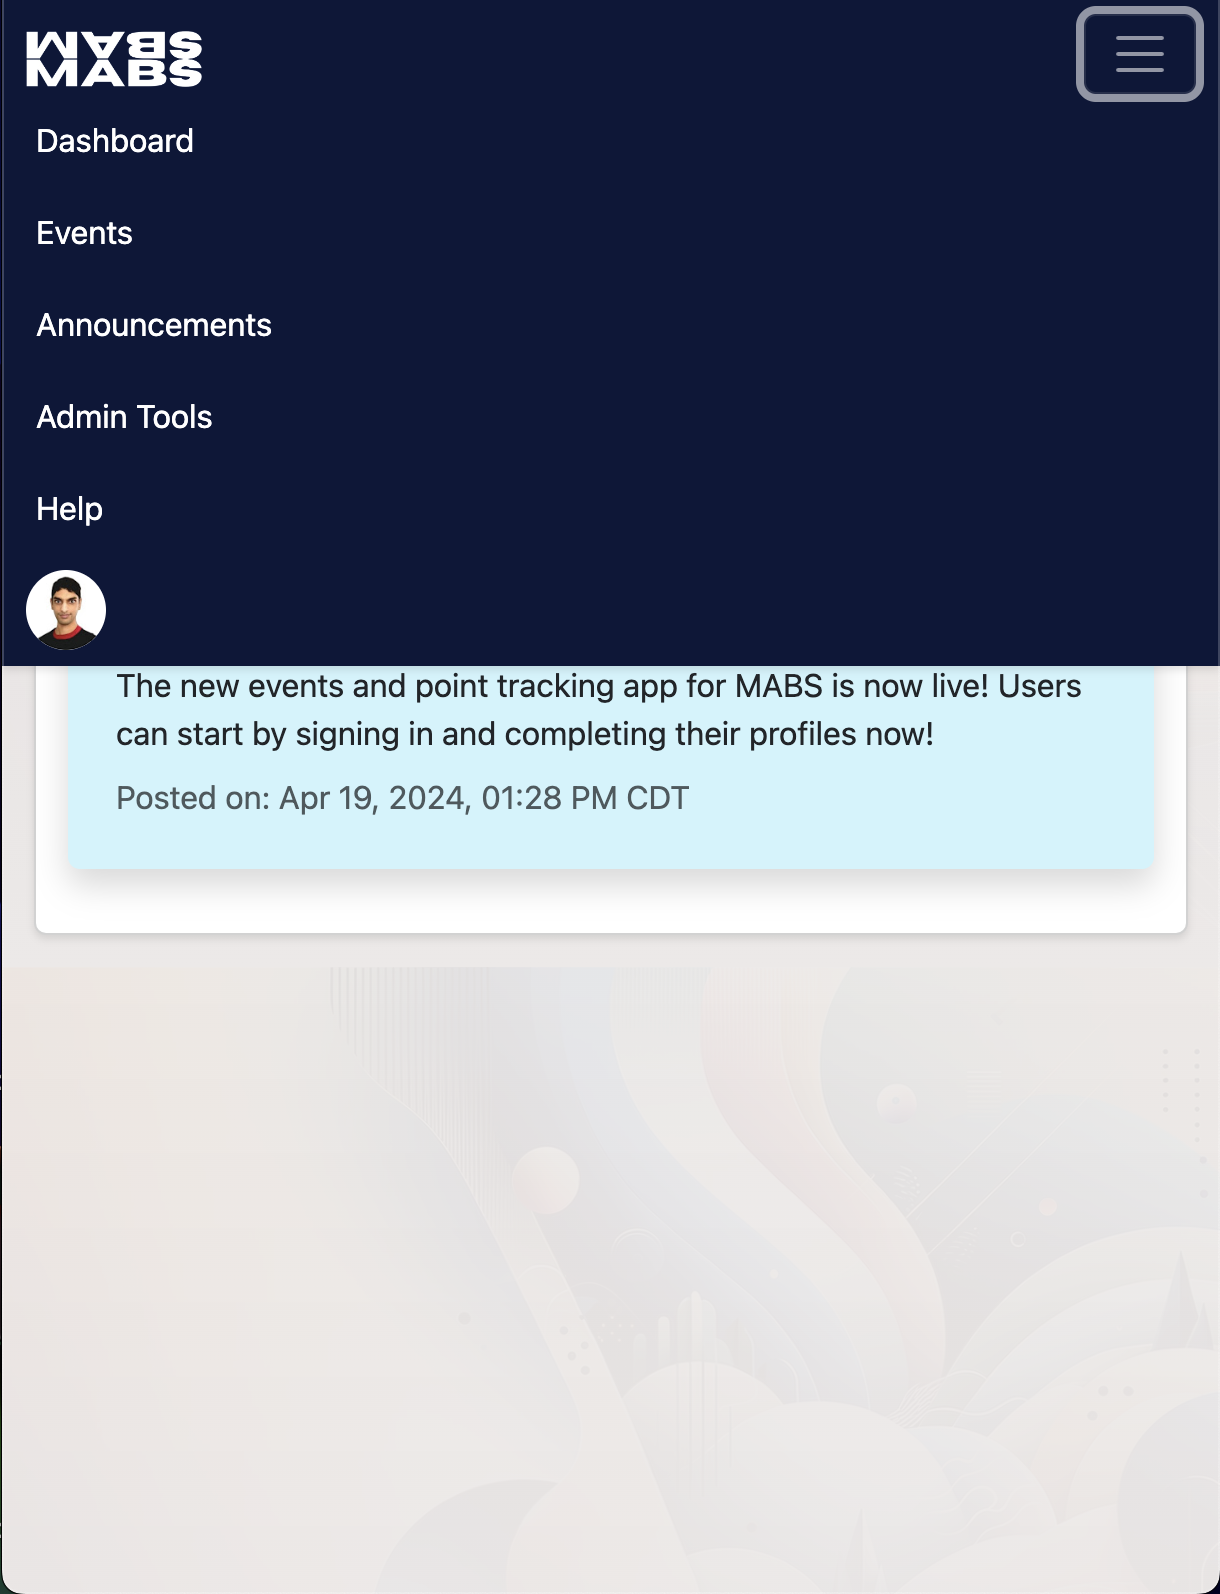 MABS
MABS
Dashboard
Events
Announcements
Admin Tools
Help
The new events and point tracking app for MABS is now live! Users
can start by signing in and completing their profiles now!
Posted on: Apr 19, 2024, 01:28 PM CDT